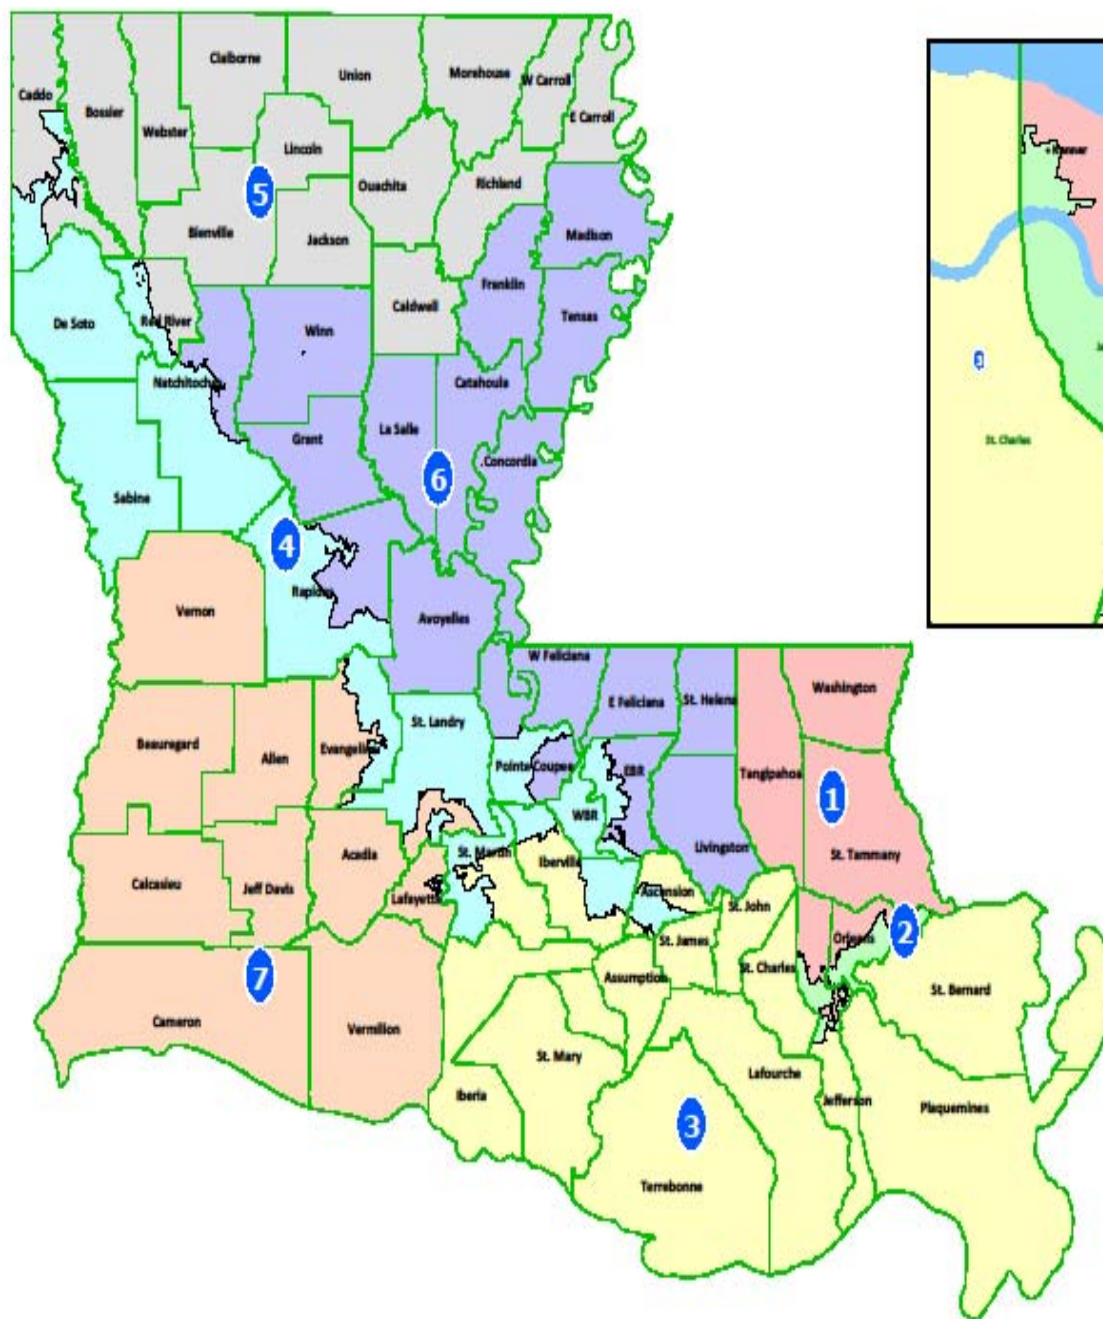 Claiborne
Union
Morehouse
W Carroll
Caddo
Bossier
Webster
E Carroll
Lincoln
Ouachita
Richland
5
Bienville
Jackson
Madison
Franklin
Caldwell
Tensas
De Soto
Red River
Winn
Natchitoches
Catahoula
La Salle
Grant
Concordia
6
Sabine
4
Rapides
Vernon
Avoyelles
W Feliciana
E Feliciana
St. Helena
Washington
St. Landry
Beauregard
Allen
Evangeline
Pointe Coupee
EBR
Tangipahoa
1
WBR
Livingston
St. Tammany
Acadia
St. Martin
Iberville
Calcasieu
Jeff Davis
Lafayette
Ascension
St. John
2
Orleans
St. James
St. Charles
Assumption
7
St. Bernard
Cameron
Vermilion
St. Mary
Lafourche
Iberia
Jefferson
Plaquemines
3
Terrebonne
Kenner
3
St. Charles